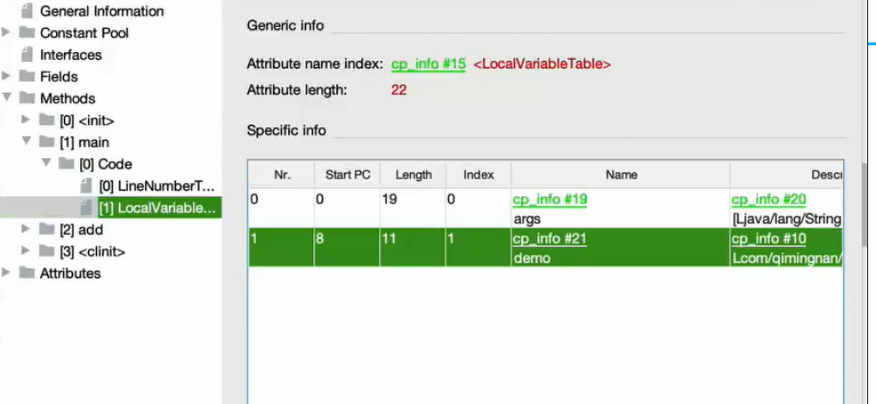 General Information
Constant Pool
Interfaces
Fields
Methods
[0] <init>
[1] main
[0] Code
[0] LineNumberT...
[1] LocalVariable...
[2] add
[3] <clinit>
Attributes
Generic info
Attribute name index: cp_info #15 <LocalVariableTable>
Attribute length: 22
Specific info
Nr. Start PC Length Index Name Descri
0 0 19 0 cp_info #19 cp_info #20
args [Ljava/lang/String
1 8 11 1 cp_info #21 cp_info #10
demo Lcom/qimingnan/